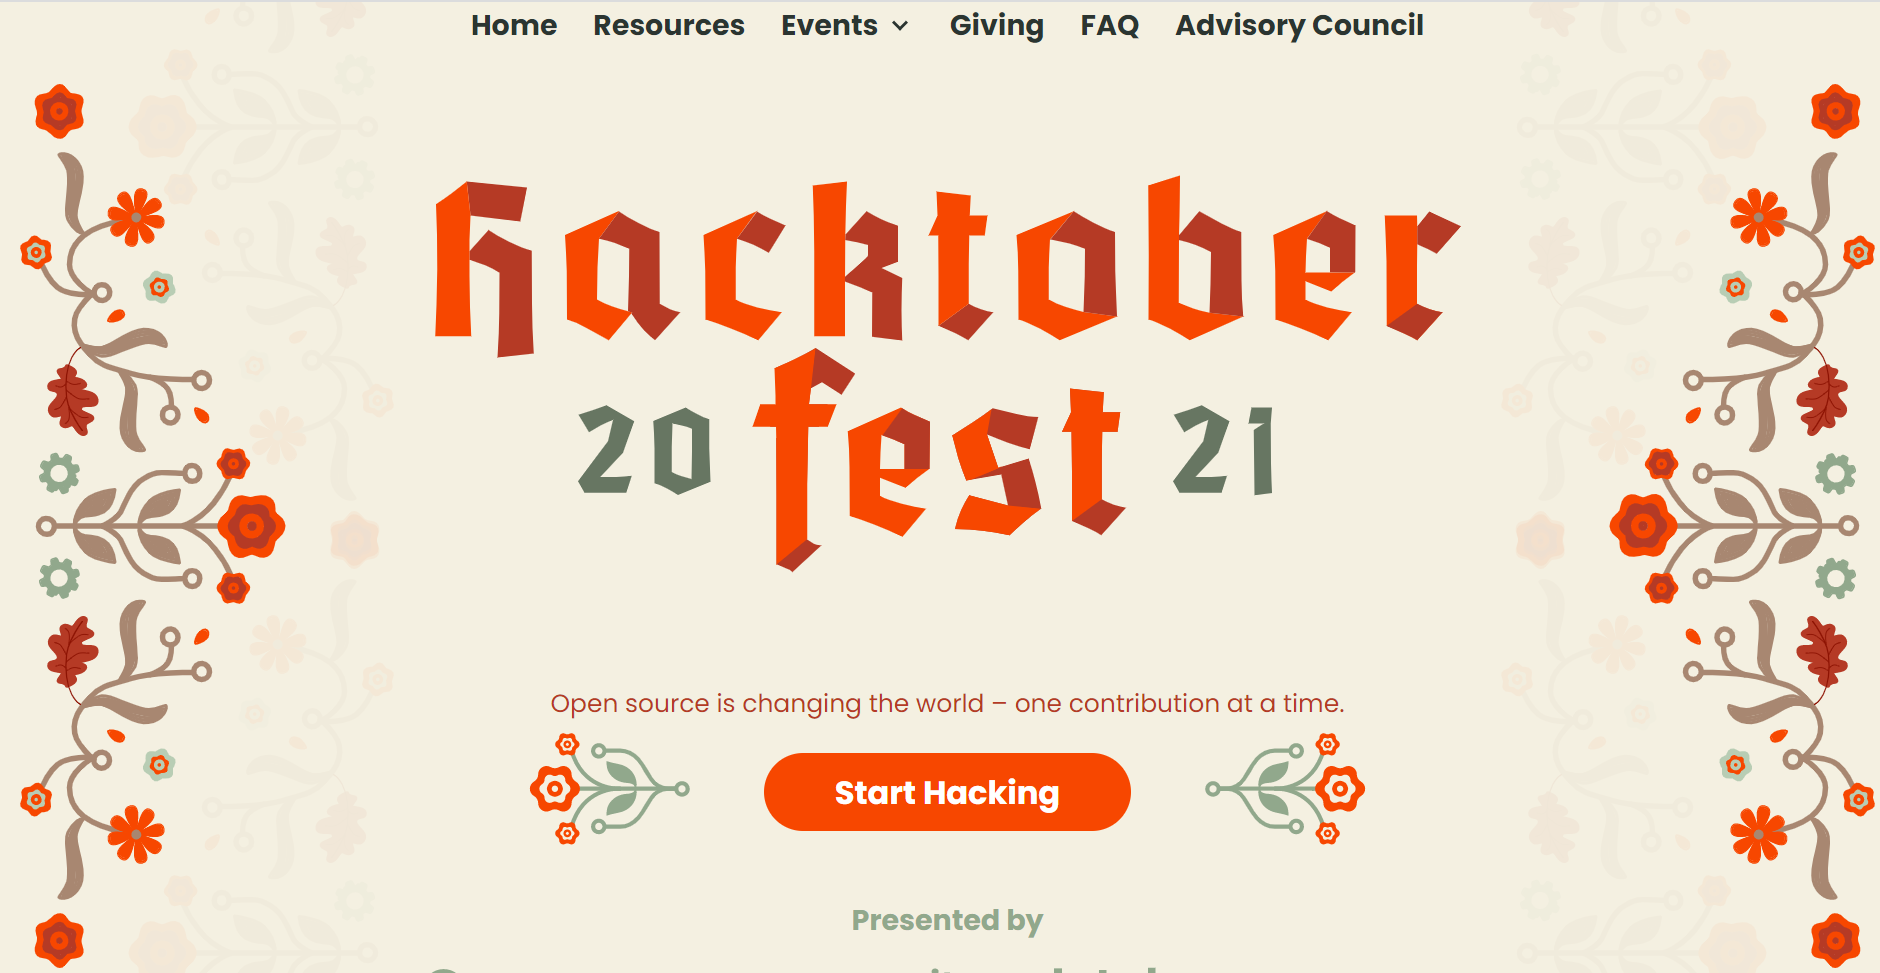 Home Resources Events Giving FAQ Advisory Council
hacktober
20 fest 21
Open source is changing the world – one contribution at a time.
Start Hacking
Presented by